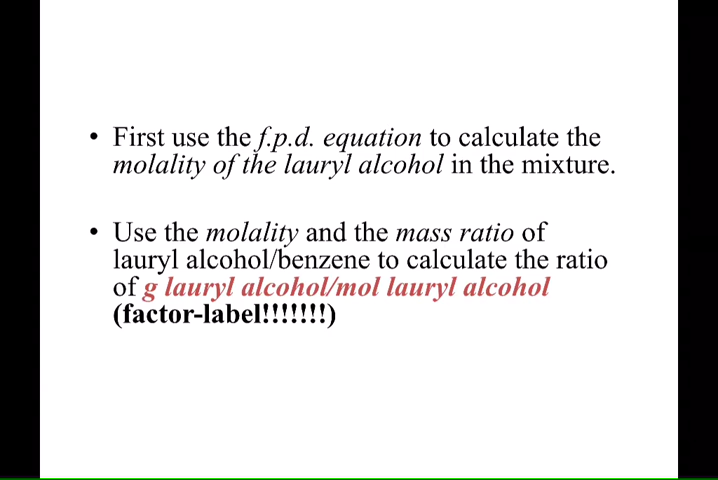 • First use the f.p.d. equation to calculate the
molality of the lauryl alcohol in the mixture.
• Use the molality and the mass ratio of
lauryl alcohol/benzene to calculate the ratio
of g lauryl alcohol/mol lauryl alcohol
(factor-label!!!!!!!)